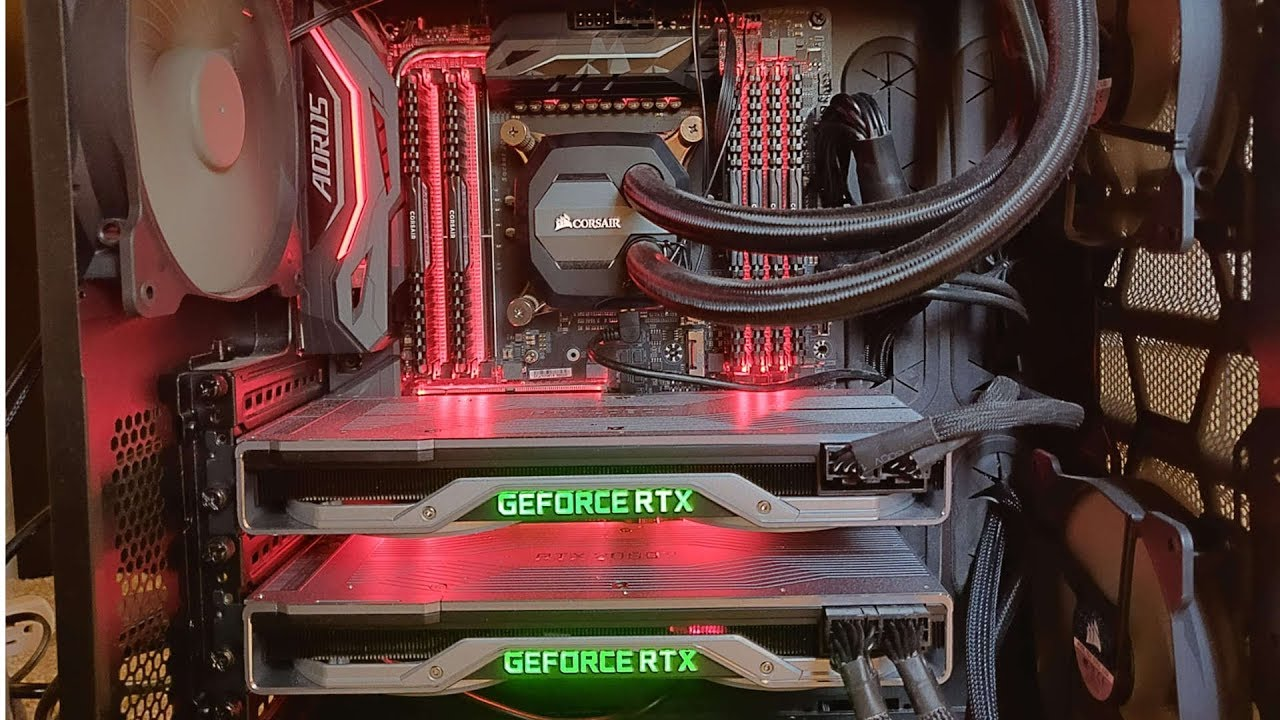 AORUS
CORSAIR
CORSAIR
CORSAIR
GEFORCE RTX
GEFORCE RTX